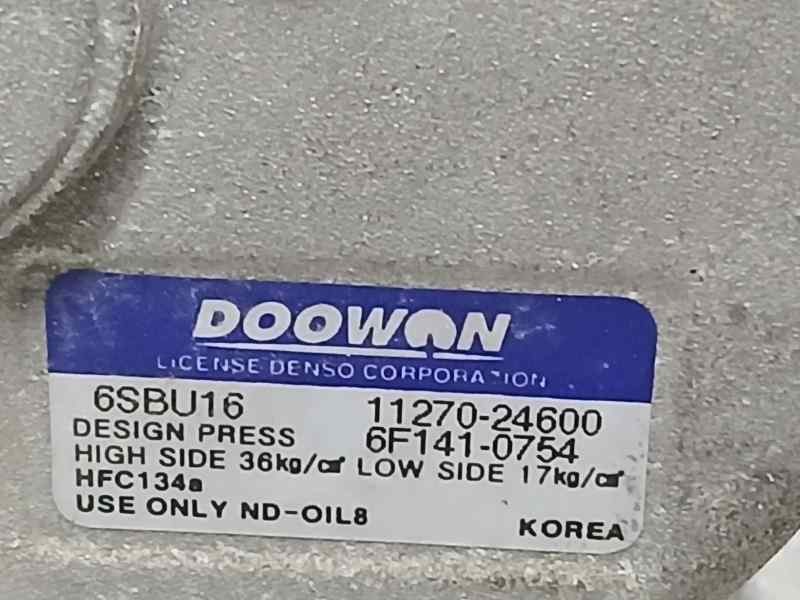 DOOWON
LICENSE DENSO CORPORATION
6SBU16 11270-24600
DESIGN PRESS 6F141-0754
HIGH SIDE 36kg/㎠ LOW SIDE 17kg/㎠
HFC134a
USE ONLY ND-OIL8
KOREA